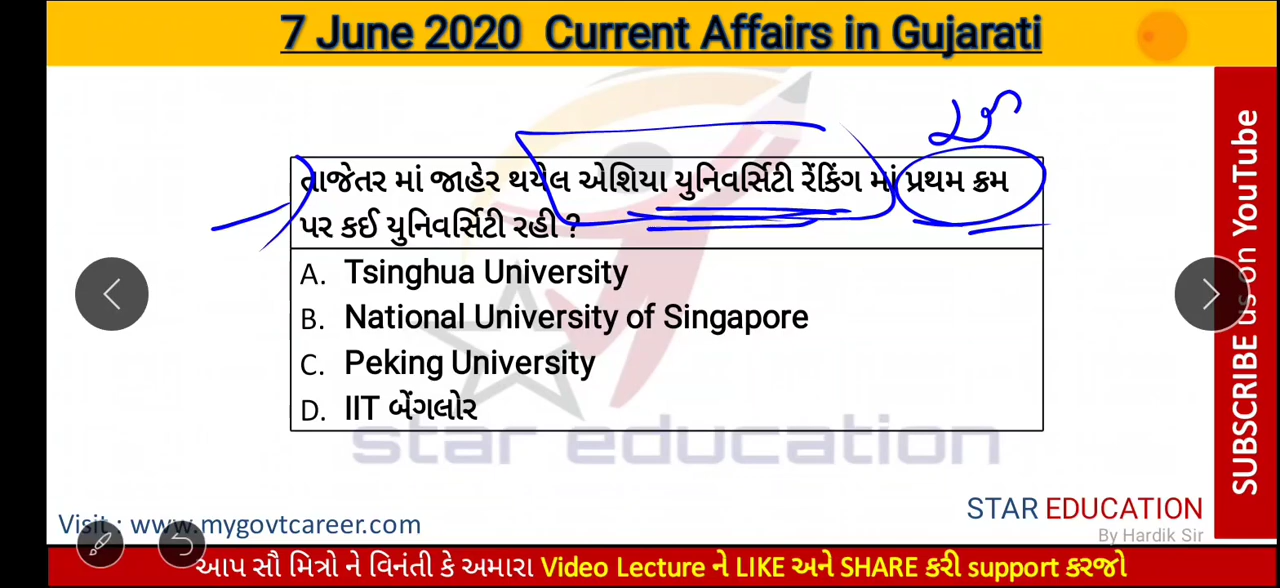 7 June 2020 Current Affairs in Gujarati
તાજેતર માં જાહેર થયેલ એશિયા યુનિવર્સિટી રેંકિંગ માં પ્રથમ ક્રમ
પર કઈ યુનિવર્સિટી રહી ?
A. Tsinghua University
B. National University of Singapore
C. Peking University
D. IIT બેંગલોર
star education
STAR EDUCATION
By Hardik Sir
Visit : www.mygovtcareer.com
આપ સૌ મિત્રો ને વિનંતી કે અમારા Video Lecture ને LIKE અને SHARE કરી support કરજો
SUBSCRIBE us on YouTube